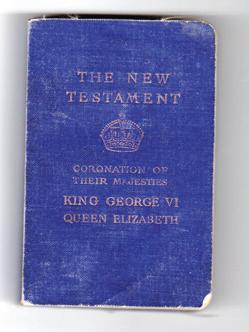 THE NEW
TESTAMENT
CORONATION OF
THEIR MAJESTIES
KING GEORGE VI
QUEEN ELIZABETH